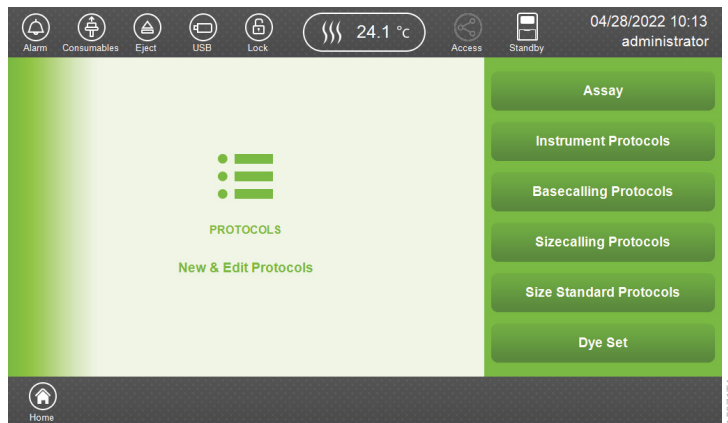 Alarm
Consumables
Eject
USB
Lock
24.1 °c
Access
Standby
04/28/2022 10:13
administrator
PROTOCOLS
New & Edit Protocols
Assay
Instrument Protocols
Basecalling Protocols
Sizecalling Protocols
Size Standard Protocols
Dye Set
Home